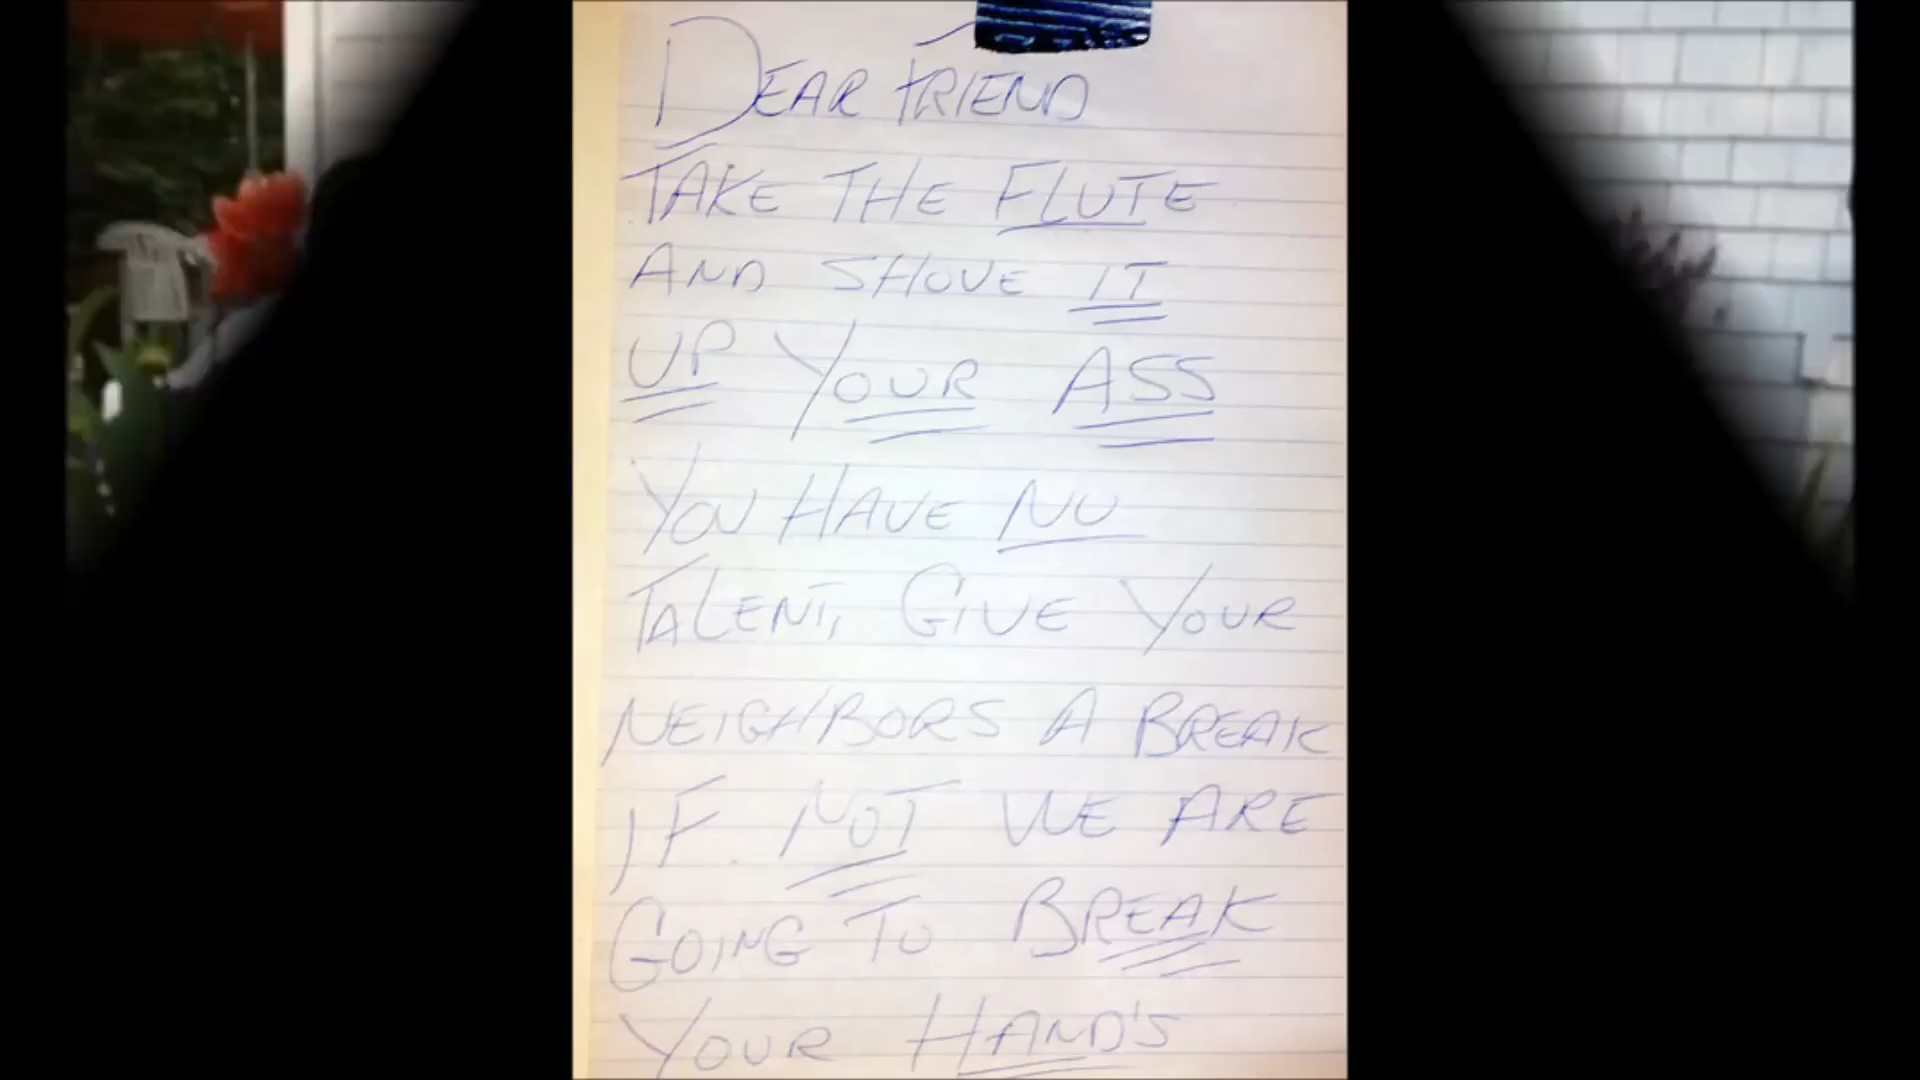 DEAR FRIEND
TAKE THE FLUTE
AND SHOVE IT
UP YOUR ASS
YOU HAVE NO
TALENT, GIVE YOUR
NEIGHBORS A BREAK
IF NOT WE ARE
GOING TO BREAK
YOUR HAND'S